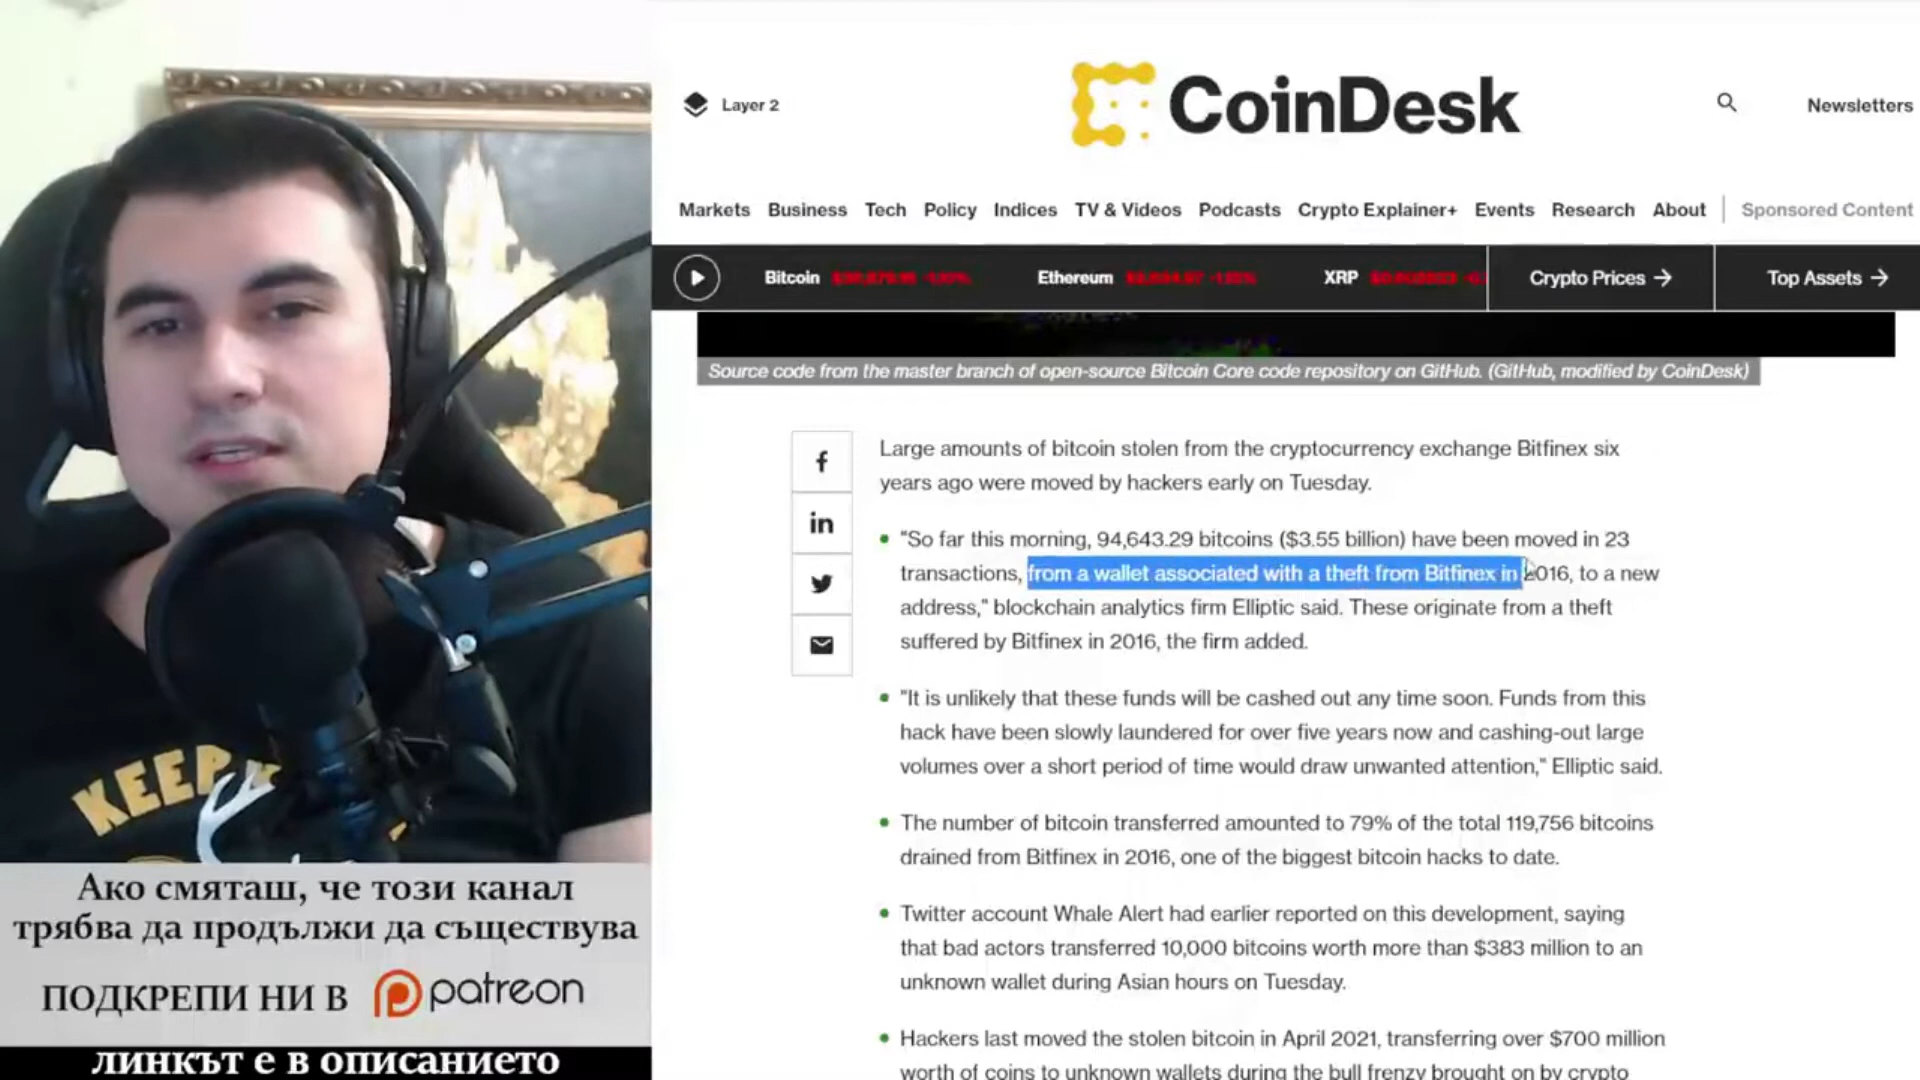 KEEP
Ако смяташ, че този канал
трябва да продължи да съществува
ПОДКРЕПИ НИ В patreon
линкът е в описанието
Layer 2
CoinDesk
Newsletters
Markets Business Tech Policy Indices TV & Videos Podcasts Crypto Explainer+ Events Research About Sponsored Content
Bitcoin Ethereum XRP Crypto Prices → Top Assets →
Source code from the master branch of open-source Bitcoin Core code repository on GitHub. (GitHub, modified by CoinDesk)
Large amounts of bitcoin stolen from the cryptocurrency exchange Bitfinex six
years ago were moved by hackers early on Tuesday.
"So far this morning, 94,643.29 bitcoins ($3.55 billion) have been moved in 23
transactions, from a wallet associated with a theft from Bitfinex in 2016, to a new
address," blockchain analytics firm Elliptic said. These originate from a theft
suffered by Bitfinex in 2016, the firm added.
"It is unlikely that these funds will be cashed out any time soon. Funds from this
hack have been slowly laundered for over five years now and cashing-out large
volumes over a short period of time would draw unwanted attention," Elliptic said.
The number of bitcoin transferred amounted to 79% of the total 119,756 bitcoins
drained from Bitfinex in 2016, one of the biggest bitcoin hacks to date.
Twitter account Whale Alert had earlier reported on this development, saying
that bad actors transferred 10,000 bitcoins worth more than $383 million to an
unknown wallet during Asian hours on Tuesday.
Hackers last moved the stolen bitcoin in April 2021, transferring over $700 million
worth of coins to unknown wallets during the bull frenzy brought on by crypto